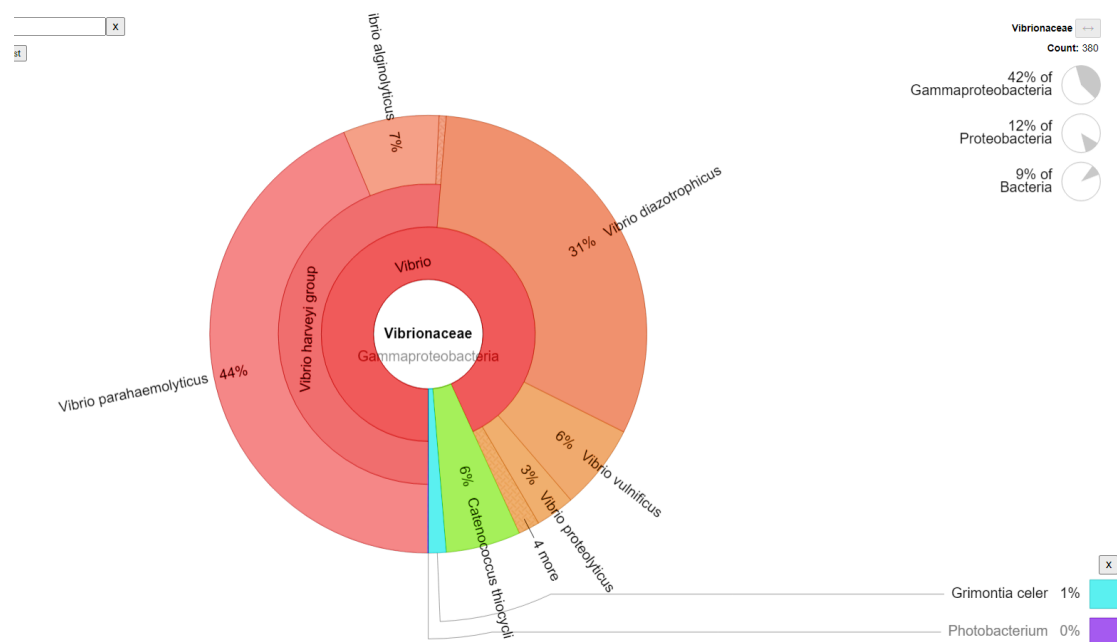 x
st
Vibrionaceae ↔
Count: 380
42% of
Gammaproteobacteria
12% of
Proteobacteria
9% of
Bacteria
ibrio alginolyticus 7%
31% Vibrio diazotrophicus
Vibrio
Vibrio harveyi group
Vibrionaceae
Gammaproteobacteria
Vibrio parahaemolyticus 44%
6% Vibrio vulnificus
3% Vibrio proteolyticus
4 more
6% Catenococcus thiocycli
x
Grimontia celer 1%
Photobacterium 0%